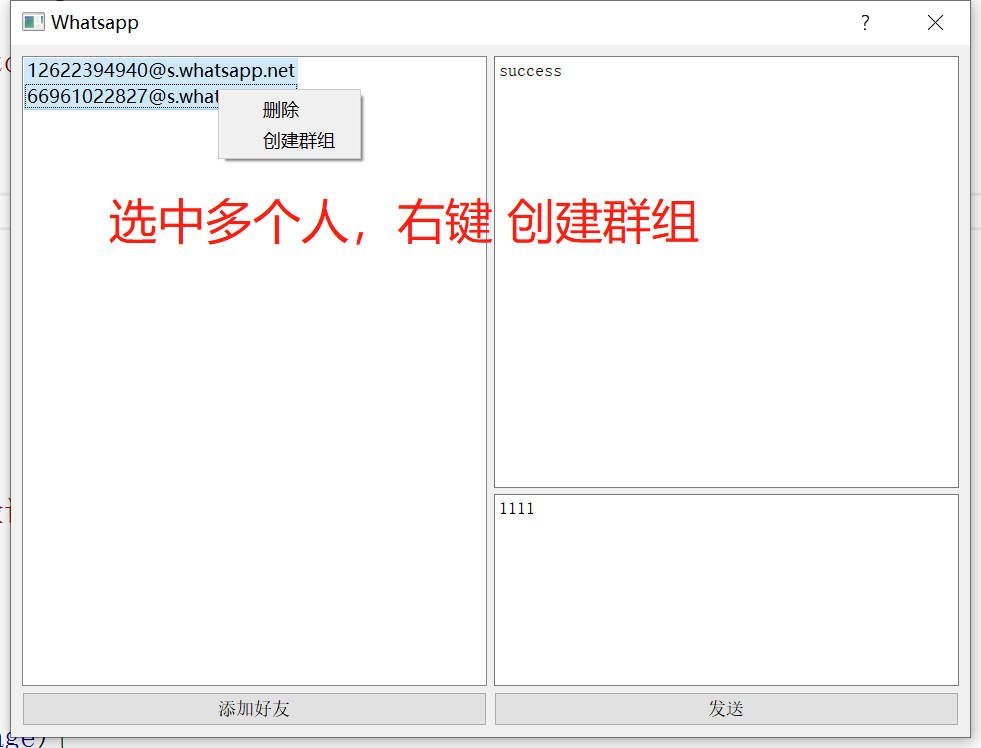 Whatsapp
12622394940@s.whatsapp.net
66961022827@s.what
删除
创建群组
success
选中多个人，右键 创建群组
1111
添加好友
发送
age)